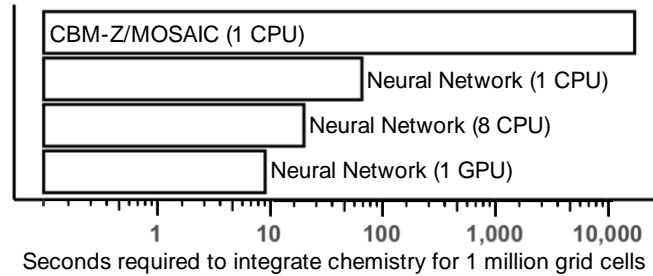 CBM-Z/MOSAIC (1 CPU)
Neural Network (1 CPU)
Neural Network (8 CPU)
Neural Network (1 GPU)
1 10 100 1,000 10,000
Seconds required to integrate chemistry for 1 million grid cells